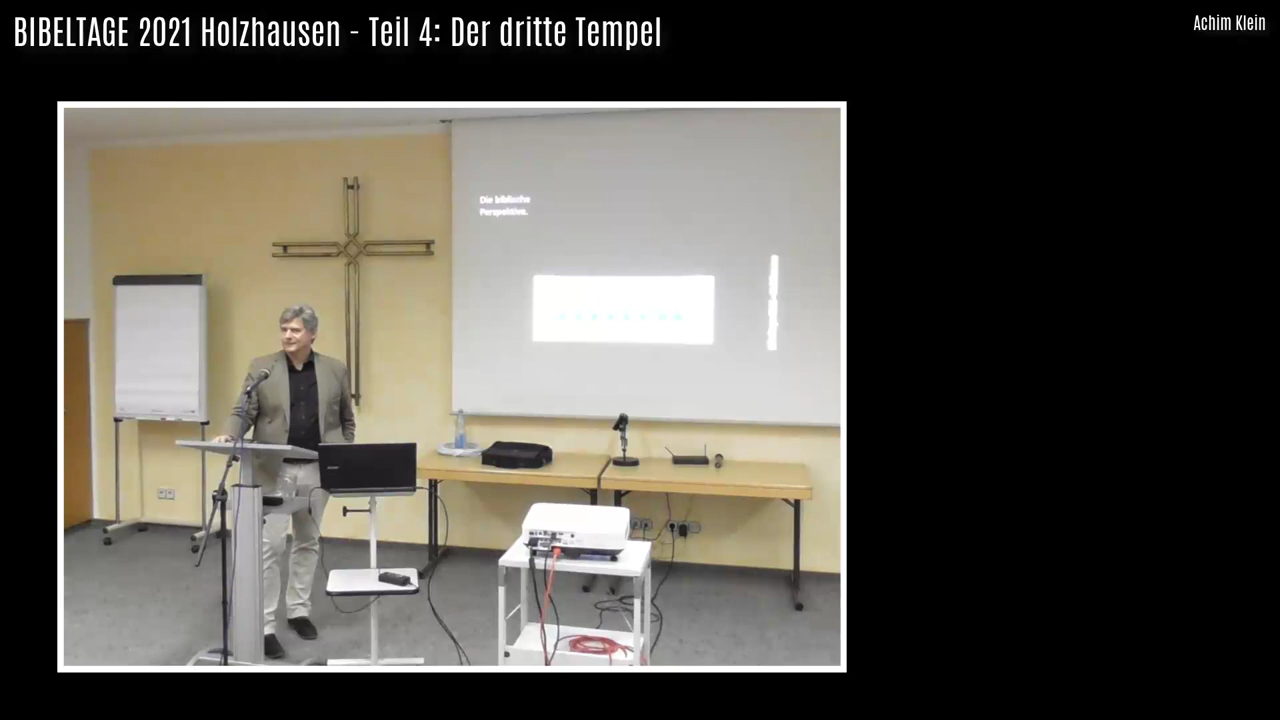 BIBELTAGE 2021 Holzhausen - Teil 4: Der dritte Tempel
Achim Klein
Die biblische
Perspektive.